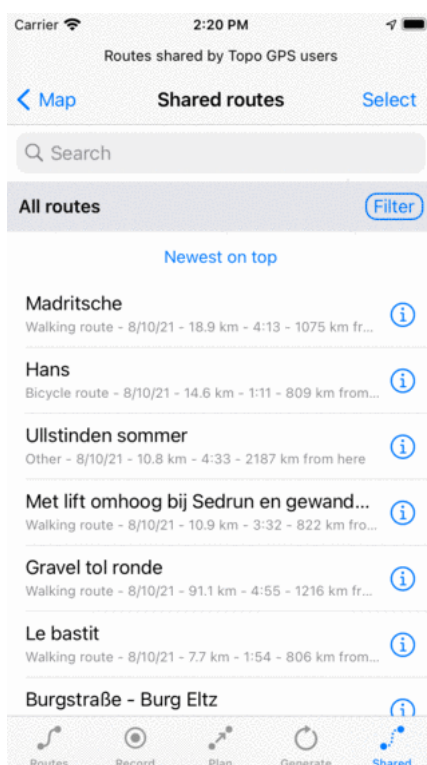 Carrier 2:20 PM
Routes shared by Topo GPS users
Map Shared routes Select
Search
All routes Filter
Newest on top
Madritsche
Walking route - 8/10/21 - 18.9 km - 4:13 - 1075 km fr...
Hans
Bicycle route - 8/10/21 - 14.6 km - 1:11 - 809 km from...
Ullstinden sommer
Other - 8/10/21 - 10.8 km - 4:33 - 2187 km from here
Met lift omhoog bij Sedrun en gewand...
Walking route - 8/10/21 - 10.9 km - 3:32 - 822 km fro...
Gravel tol ronde
Walking route - 8/10/21 - 91.1 km - 4:55 - 1216 km fr...
Le bastit
Walking route - 8/10/21 - 7.7 km - 1:54 - 806 km from...
Burgstraße - Burg Eltz
Routes Record Plan Generate Shared